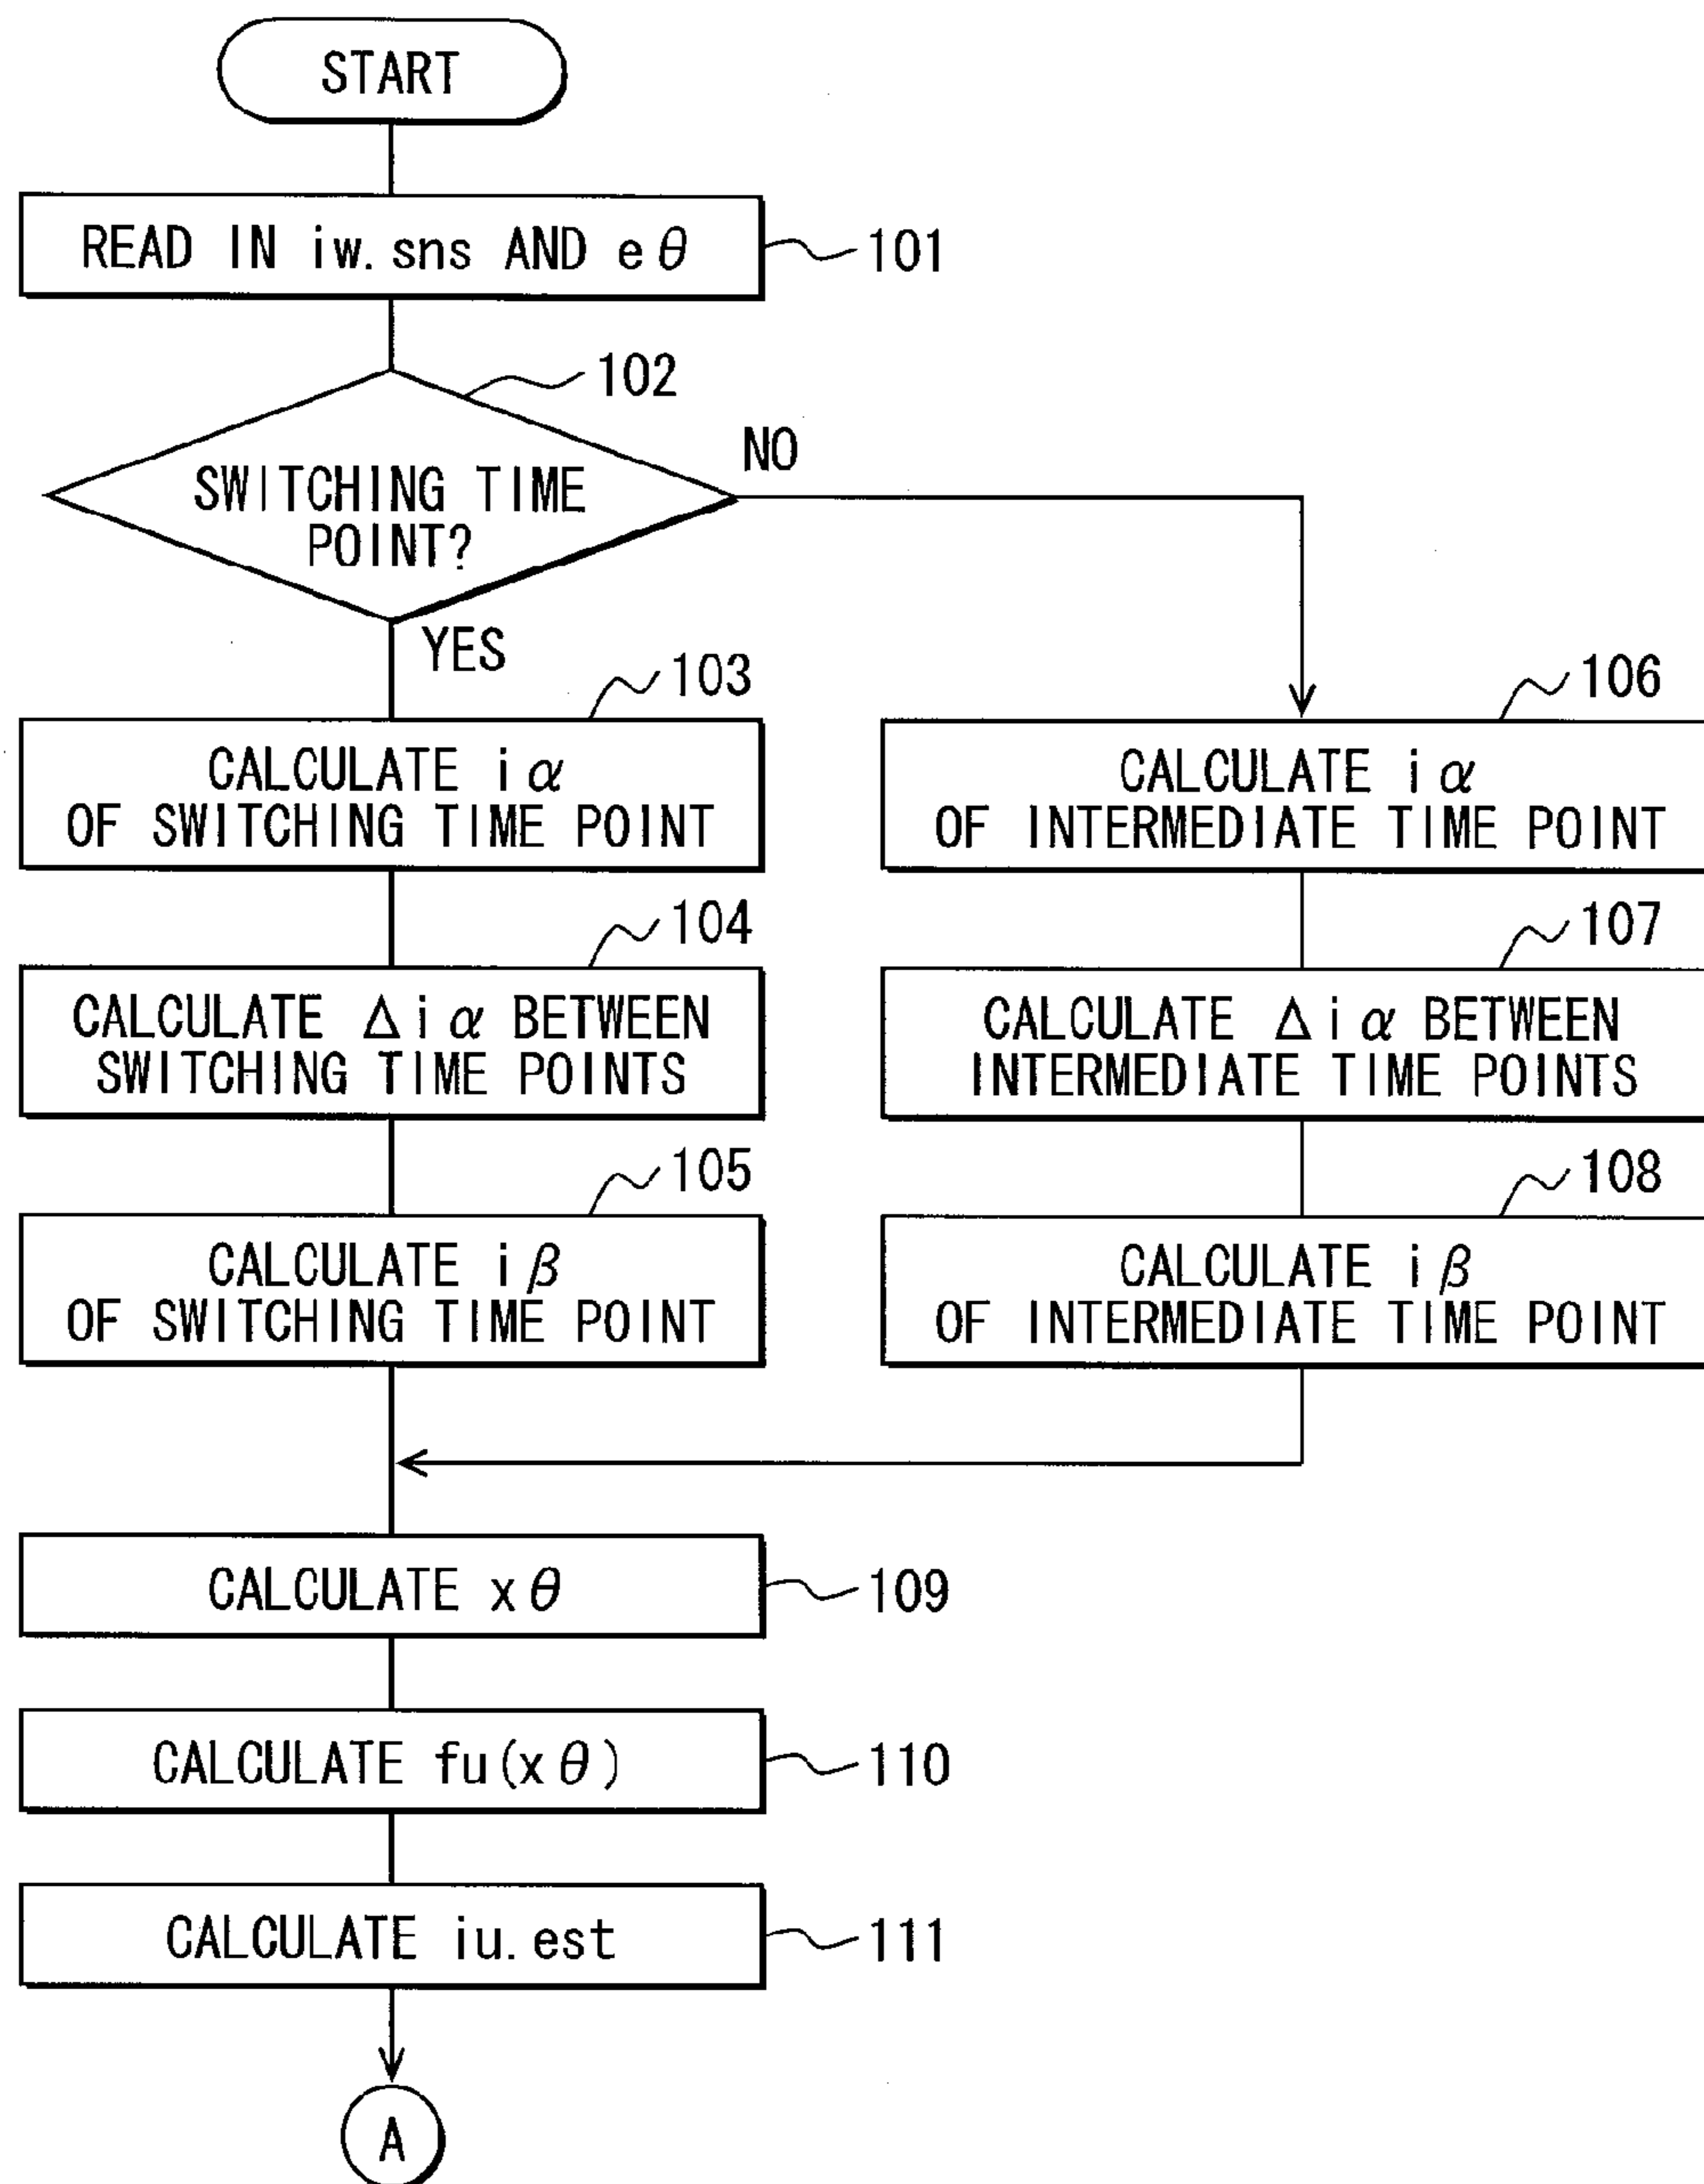 START
READ IN iw.sns AND eθ
101
102
SWITCHING TIME
POINT?
NO
YES
103
CALCULATE iα
OF SWITCHING TIME POINT
104
CALCULATE Δiα BETWEEN
SWITCHING TIME POINTS
105
CALCULATE iβ
OF SWITCHING TIME POINT
106
CALCULATE iα
OF INTERMEDIATE TIME POINT
107
CALCULATE Δiα BETWEEN
INTERMEDIATE TIME POINTS
108
CALCULATE iβ
OF INTERMEDIATE TIME POINT
CALCULATE xθ
109
CALCULATE fu(xθ)
110
CALCULATE iu.est
111
A